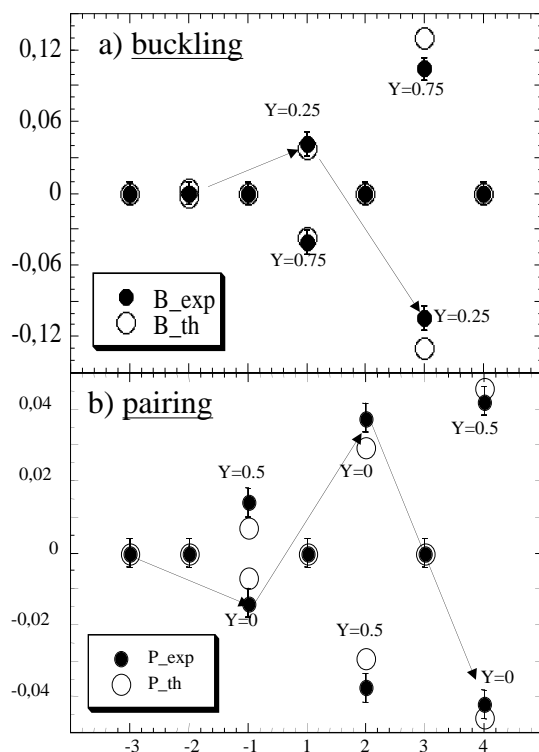 a) buckling
0,12
0,06
0
-0,06
-0,12
Y=0.25
Y=0.75
Y=0.75
Y=0.25
B_exp
B_th
b) pairing
0,04
0,02
0
-0,02
-0,04
Y=0.5
Y=0
Y=0
Y=0.5
Y=0.5
Y=0
P_exp
P_th
-3 -2 -1 1 2 3 4